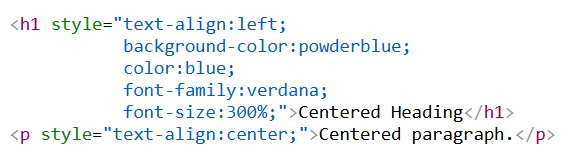 <h1 style="text-align:left;
background-color:powderblue;
color:blue;
font-family:verdana;
font-size:300%;">Centered Heading</h1>
<p style="text-align:center;">Centered paragraph.</p>